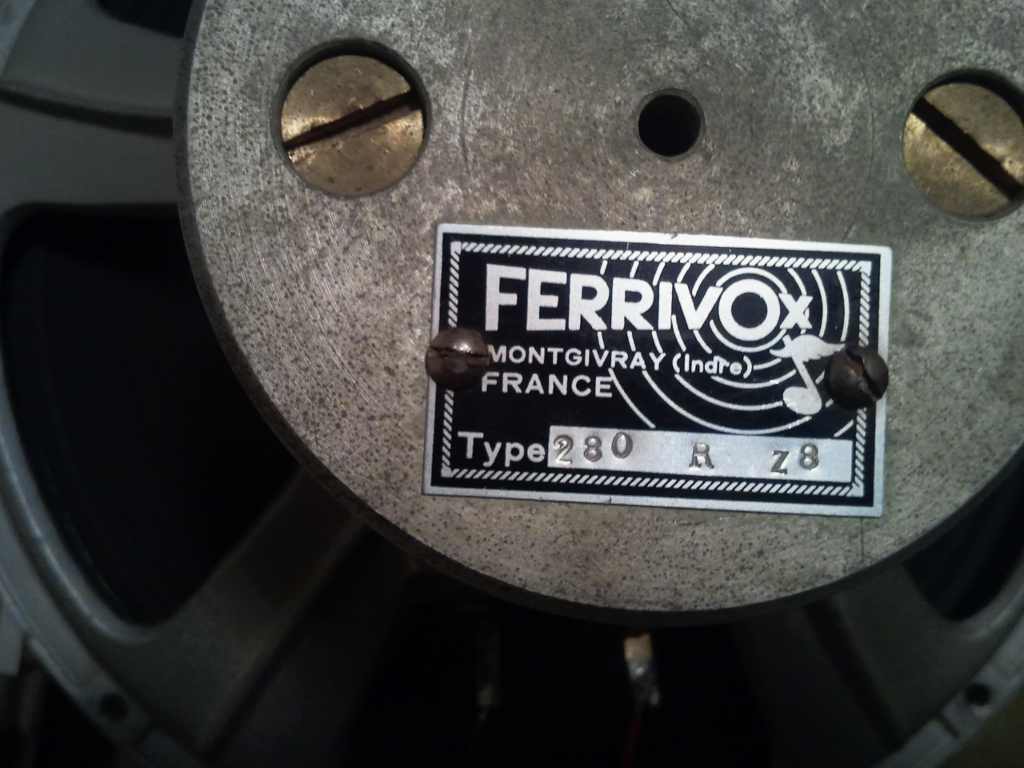 FERRIVOX
MONTGIVRAY (Indre)
FRANCE
Type 280 R Z8